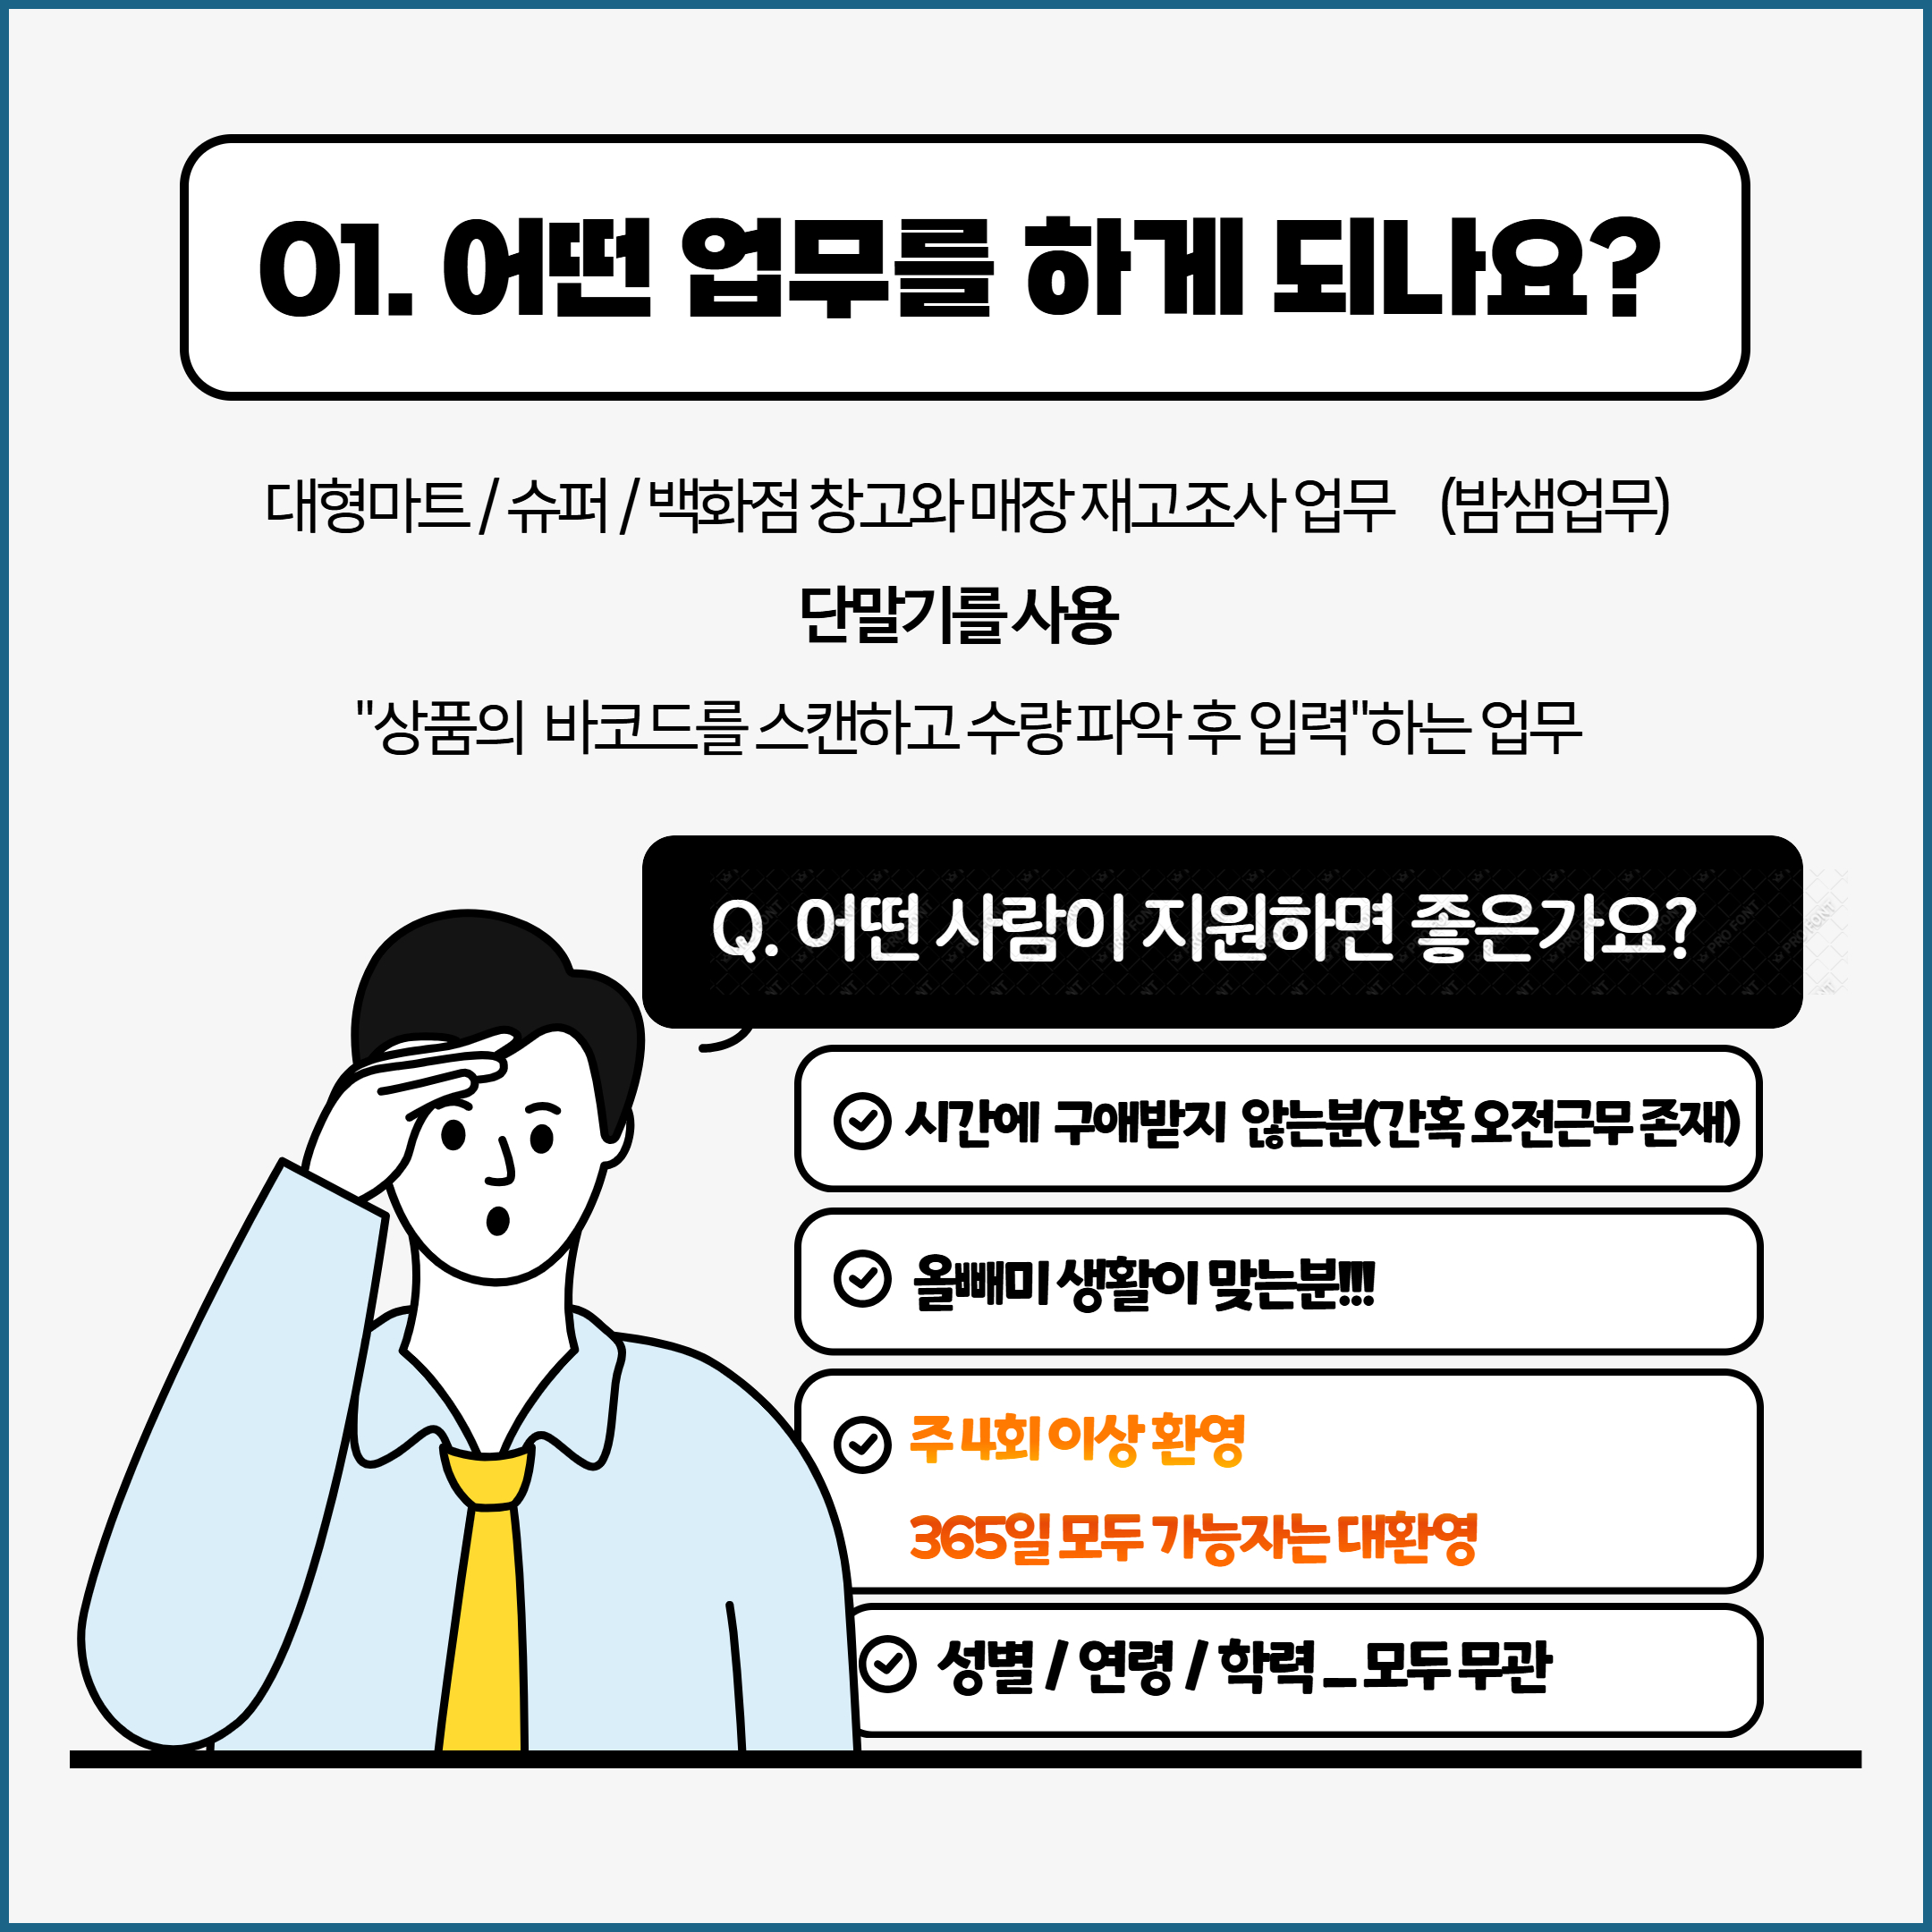 01. 어떤 업무를 하게 되나요?
대형마트 / 슈퍼 / 백화점 창고와 매장 재고조사 업무 (밤샘업무)
단말기를 사용
"상품의 바코드를 스캔하고 수량 파악 후 입력"하는 업무
Q. 어떤 사람이 지원하면 좋은가요?
시간에 구애받지 않는분(간혹 오전근무 존재)
올빼미 생활이 맞는분!!!
주 4회 이상 환영
365일 모두 가능자는 대환영
성별 / 연령 / 학력 _ 모두 무관
PRO FONT